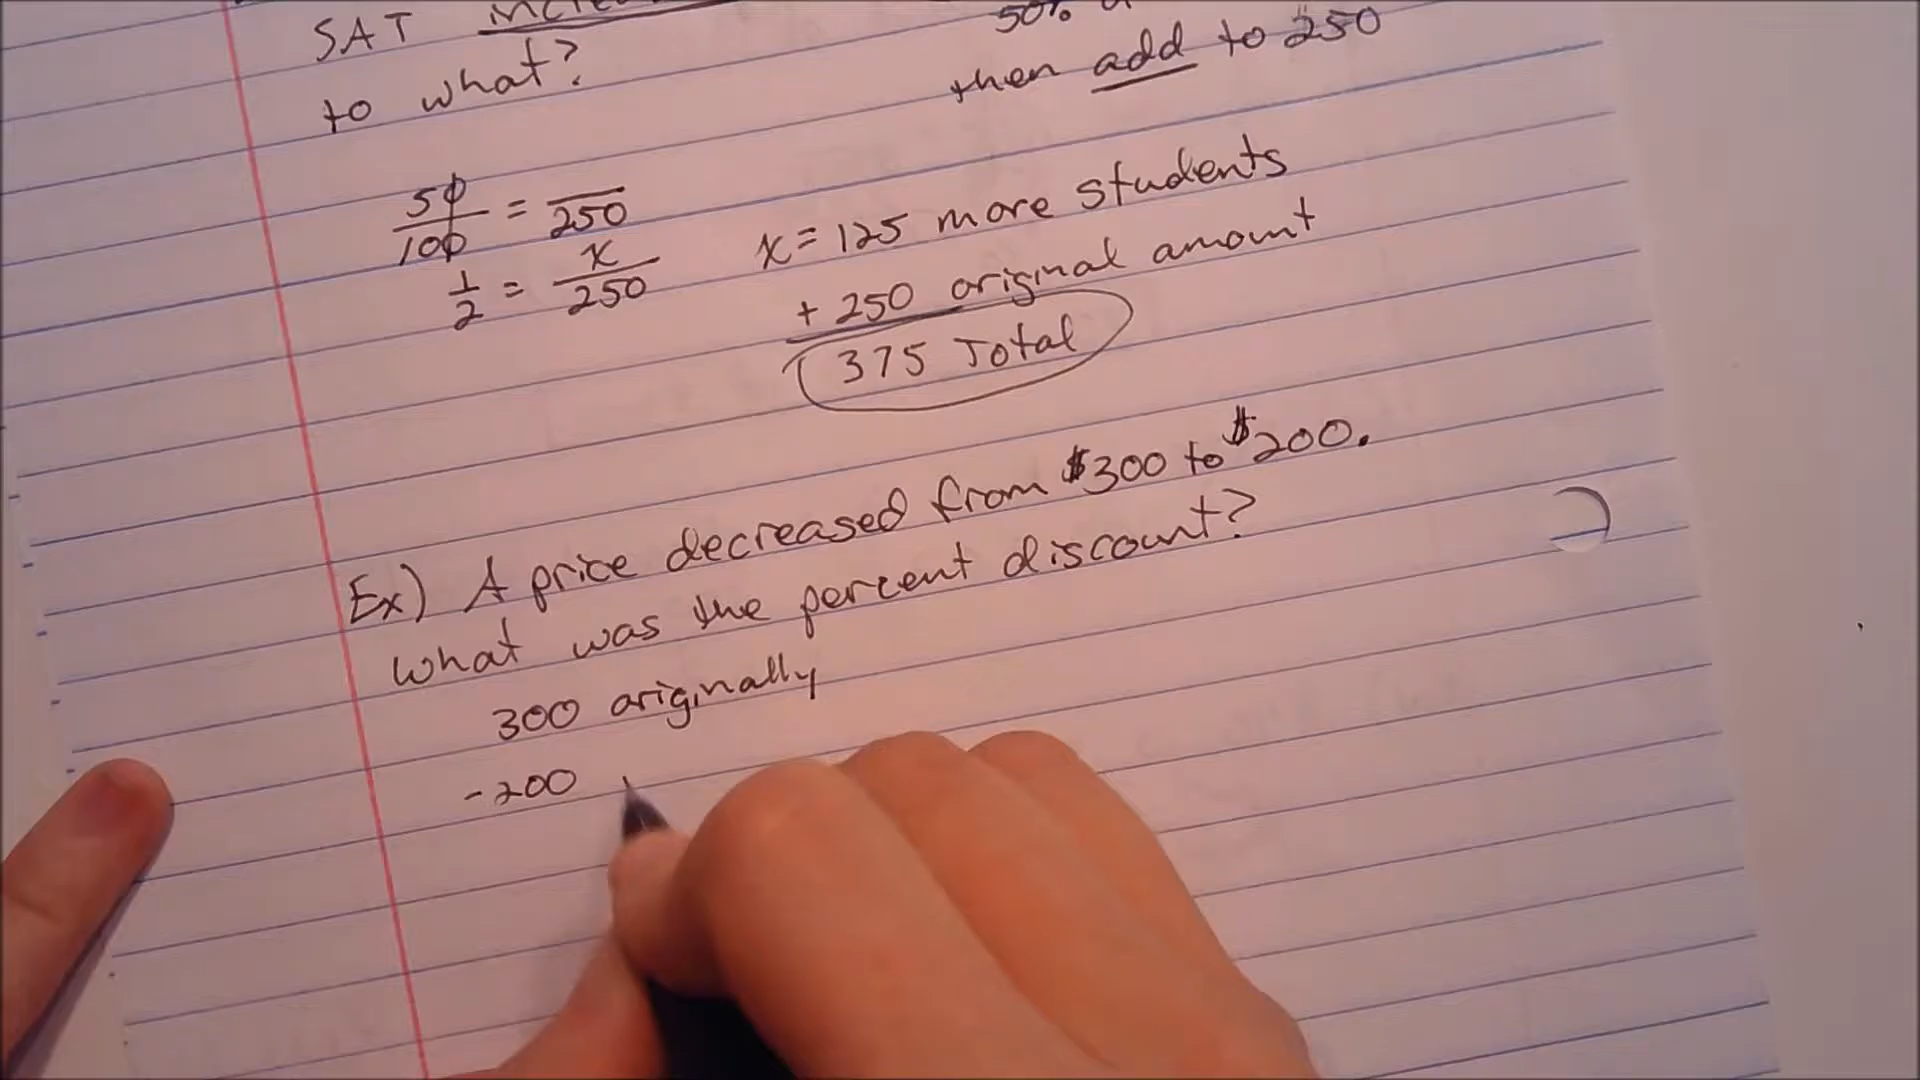 SAT
50%
to what?
then add to 250
50/100 = /250
1/2 = x/250
x = 125 more students
+ 250 original amount
375 Total
Ex) A price decreased from $300 to $200.
What was the percent discount?
300 originally
- 200